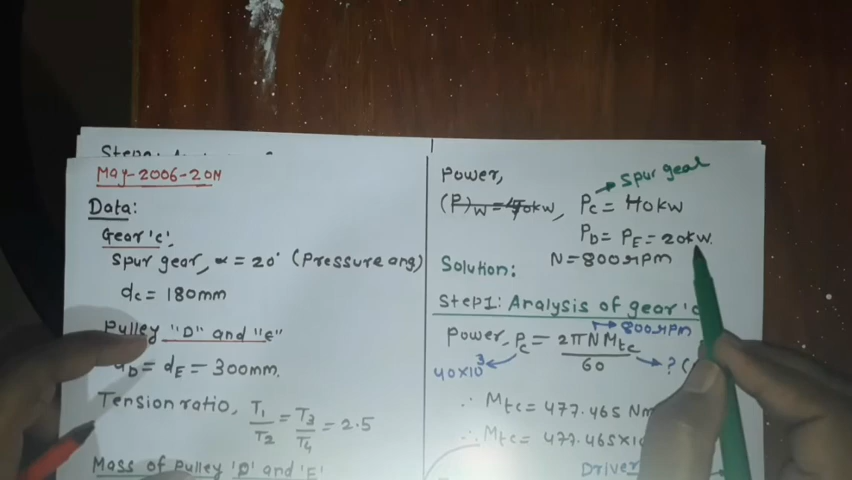 May-2006-20M
Data:
Gear 'c'.
Spur gear, α = 20° (Pressure ang)
dc = 180mm
Pulley "D" and "E"
= dE = 300mm.
Tension ratio, T1/T2 = T3/T4 = 2.5
Mass of Pulley 'D' and 'E'
Power, Spur gear
(P)W = 40kW, Pc = 40kW
PD = PE = 20kW.
N = 800rpm
Solution:
Step1: Analysis of gear 'c
800rpm
Power, Pc = 2πNMtc/60
40×10³ ?
∴ Mtc = 477.465 Nm
∴ Mtc = 477.465×10
Driver